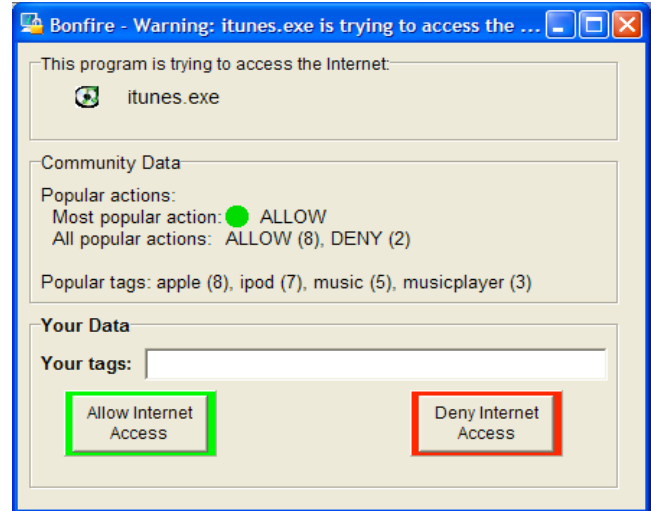 Bonfire - Warning: itunes.exe is trying to access the ...
This program is trying to access the Internet:
itunes.exe
Community Data
Popular actions:
Most popular action: ALLOW
All popular actions: ALLOW (8), DENY (2)
Popular tags: apple (8), ipod (7), music (5), musicplayer (3)
Your Data
Your tags:
Allow Internet
Access
Deny Internet
Access